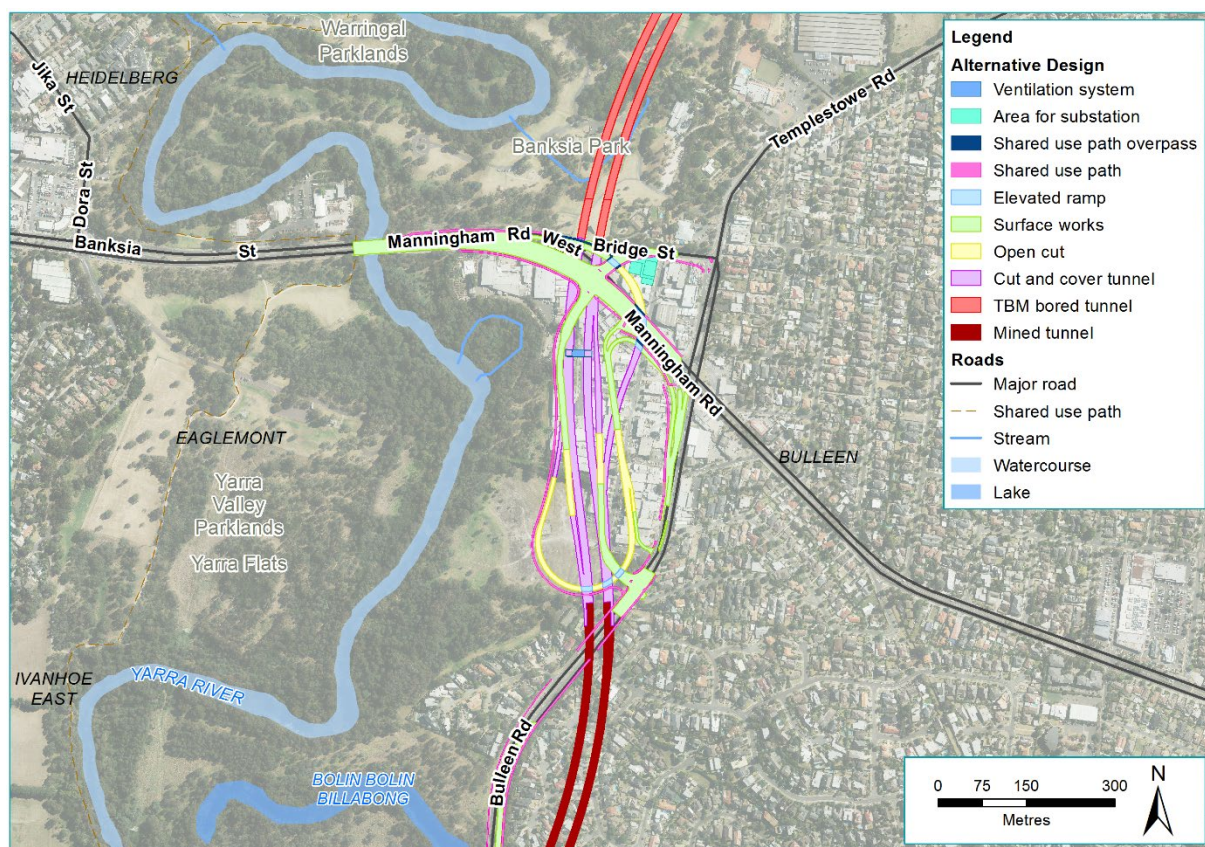 Warringal
Parklands
HEIDELBERG
Jika St
Dora St
Banksia St
Banksia Park
Templestowe Rd
Manningham Rd West
Bridge St
Manningham Rd
BULLEEN
EAGLEMONT
Yarra
Valley
Parklands
Yarra Flats
IVANHOE
EAST
YARRA RIVER
BOLIN BOLIN
BILLABONG
Bulleen Rd
Legend
Alternative Design
Ventilation system
Area for substation
Shared use path overpass
Shared use path
Elevated ramp
Surface works
Open cut
Cut and cover tunnel
TBM bored tunnel
Mined tunnel
Roads
Major road
Shared use path
Stream
Watercourse
Lake
0 75 150 300
Metres
N